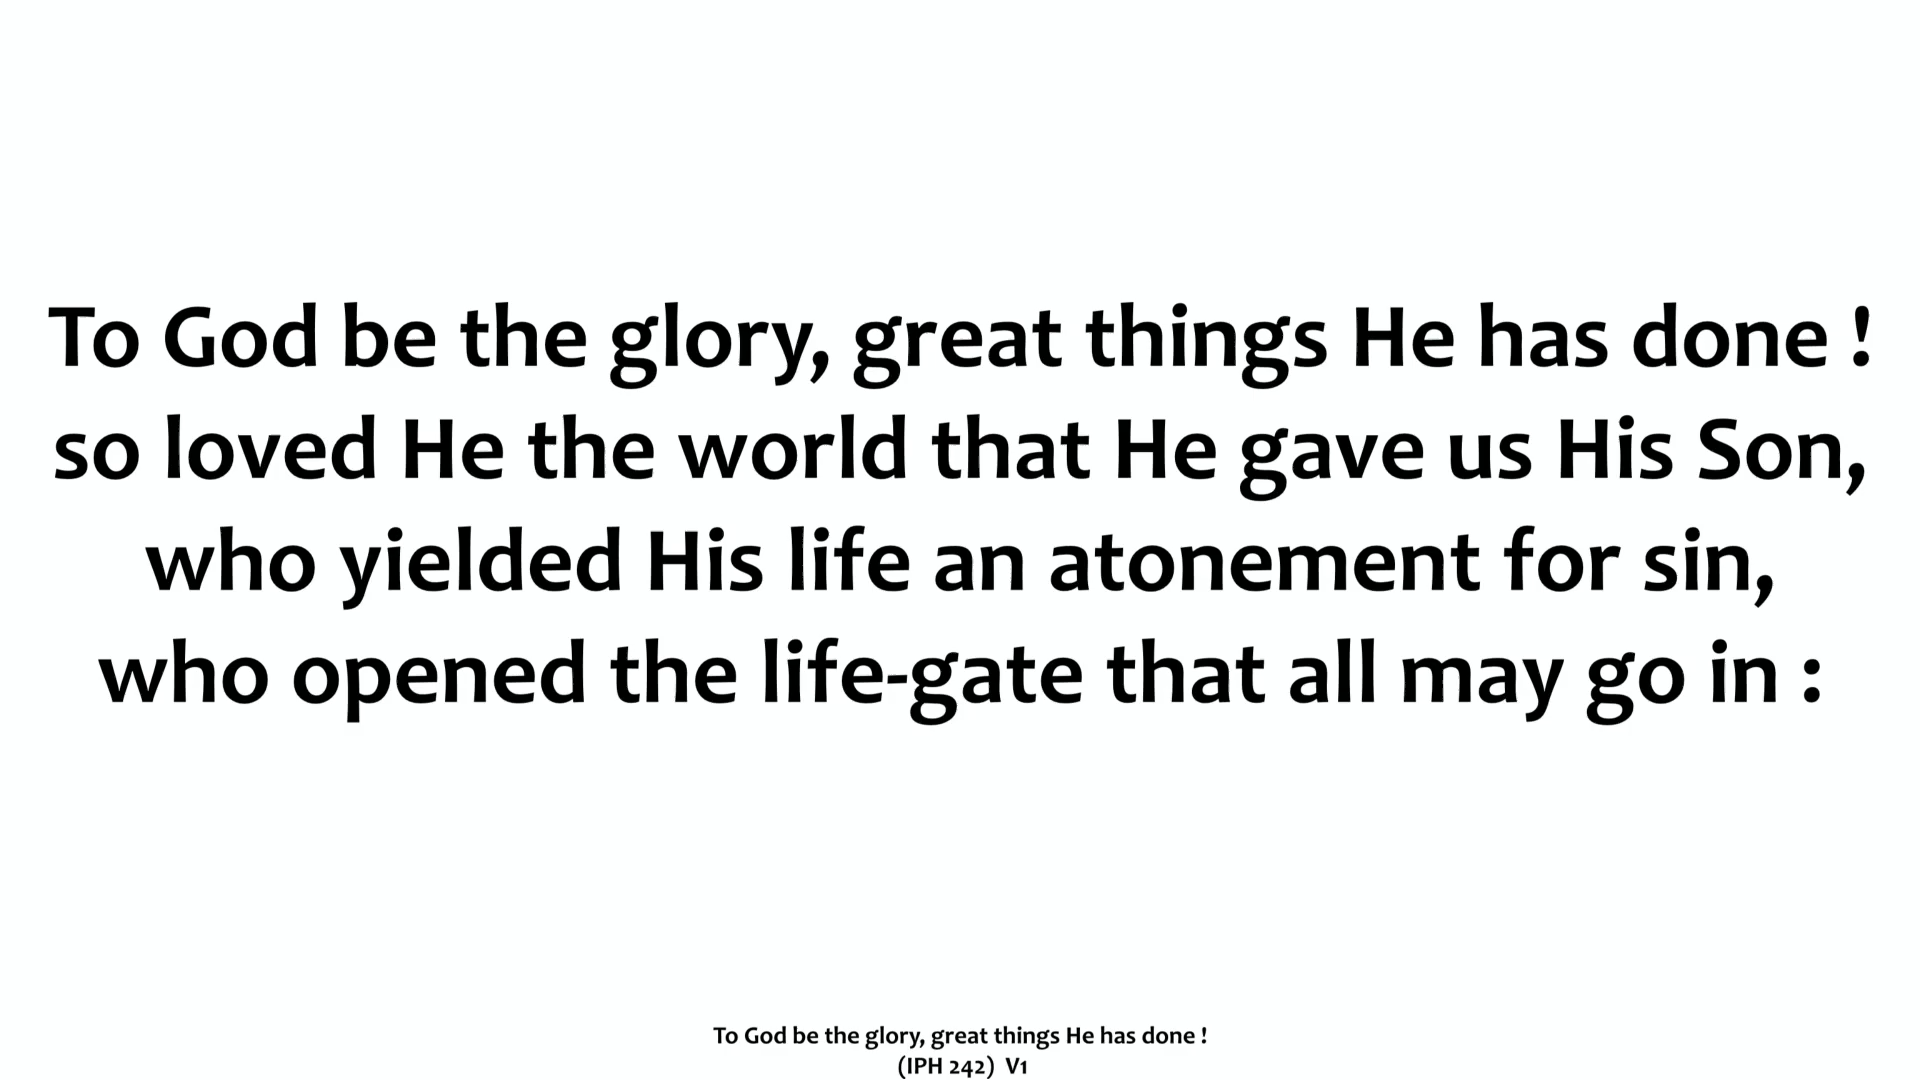 To God be the glory, great things He has done !
so loved He the world that He gave us His Son,
who yielded His life an atonement for sin,
who opened the life-gate that all may go in :
To God be the glory, great things He has done !
(IPH 242)  V1